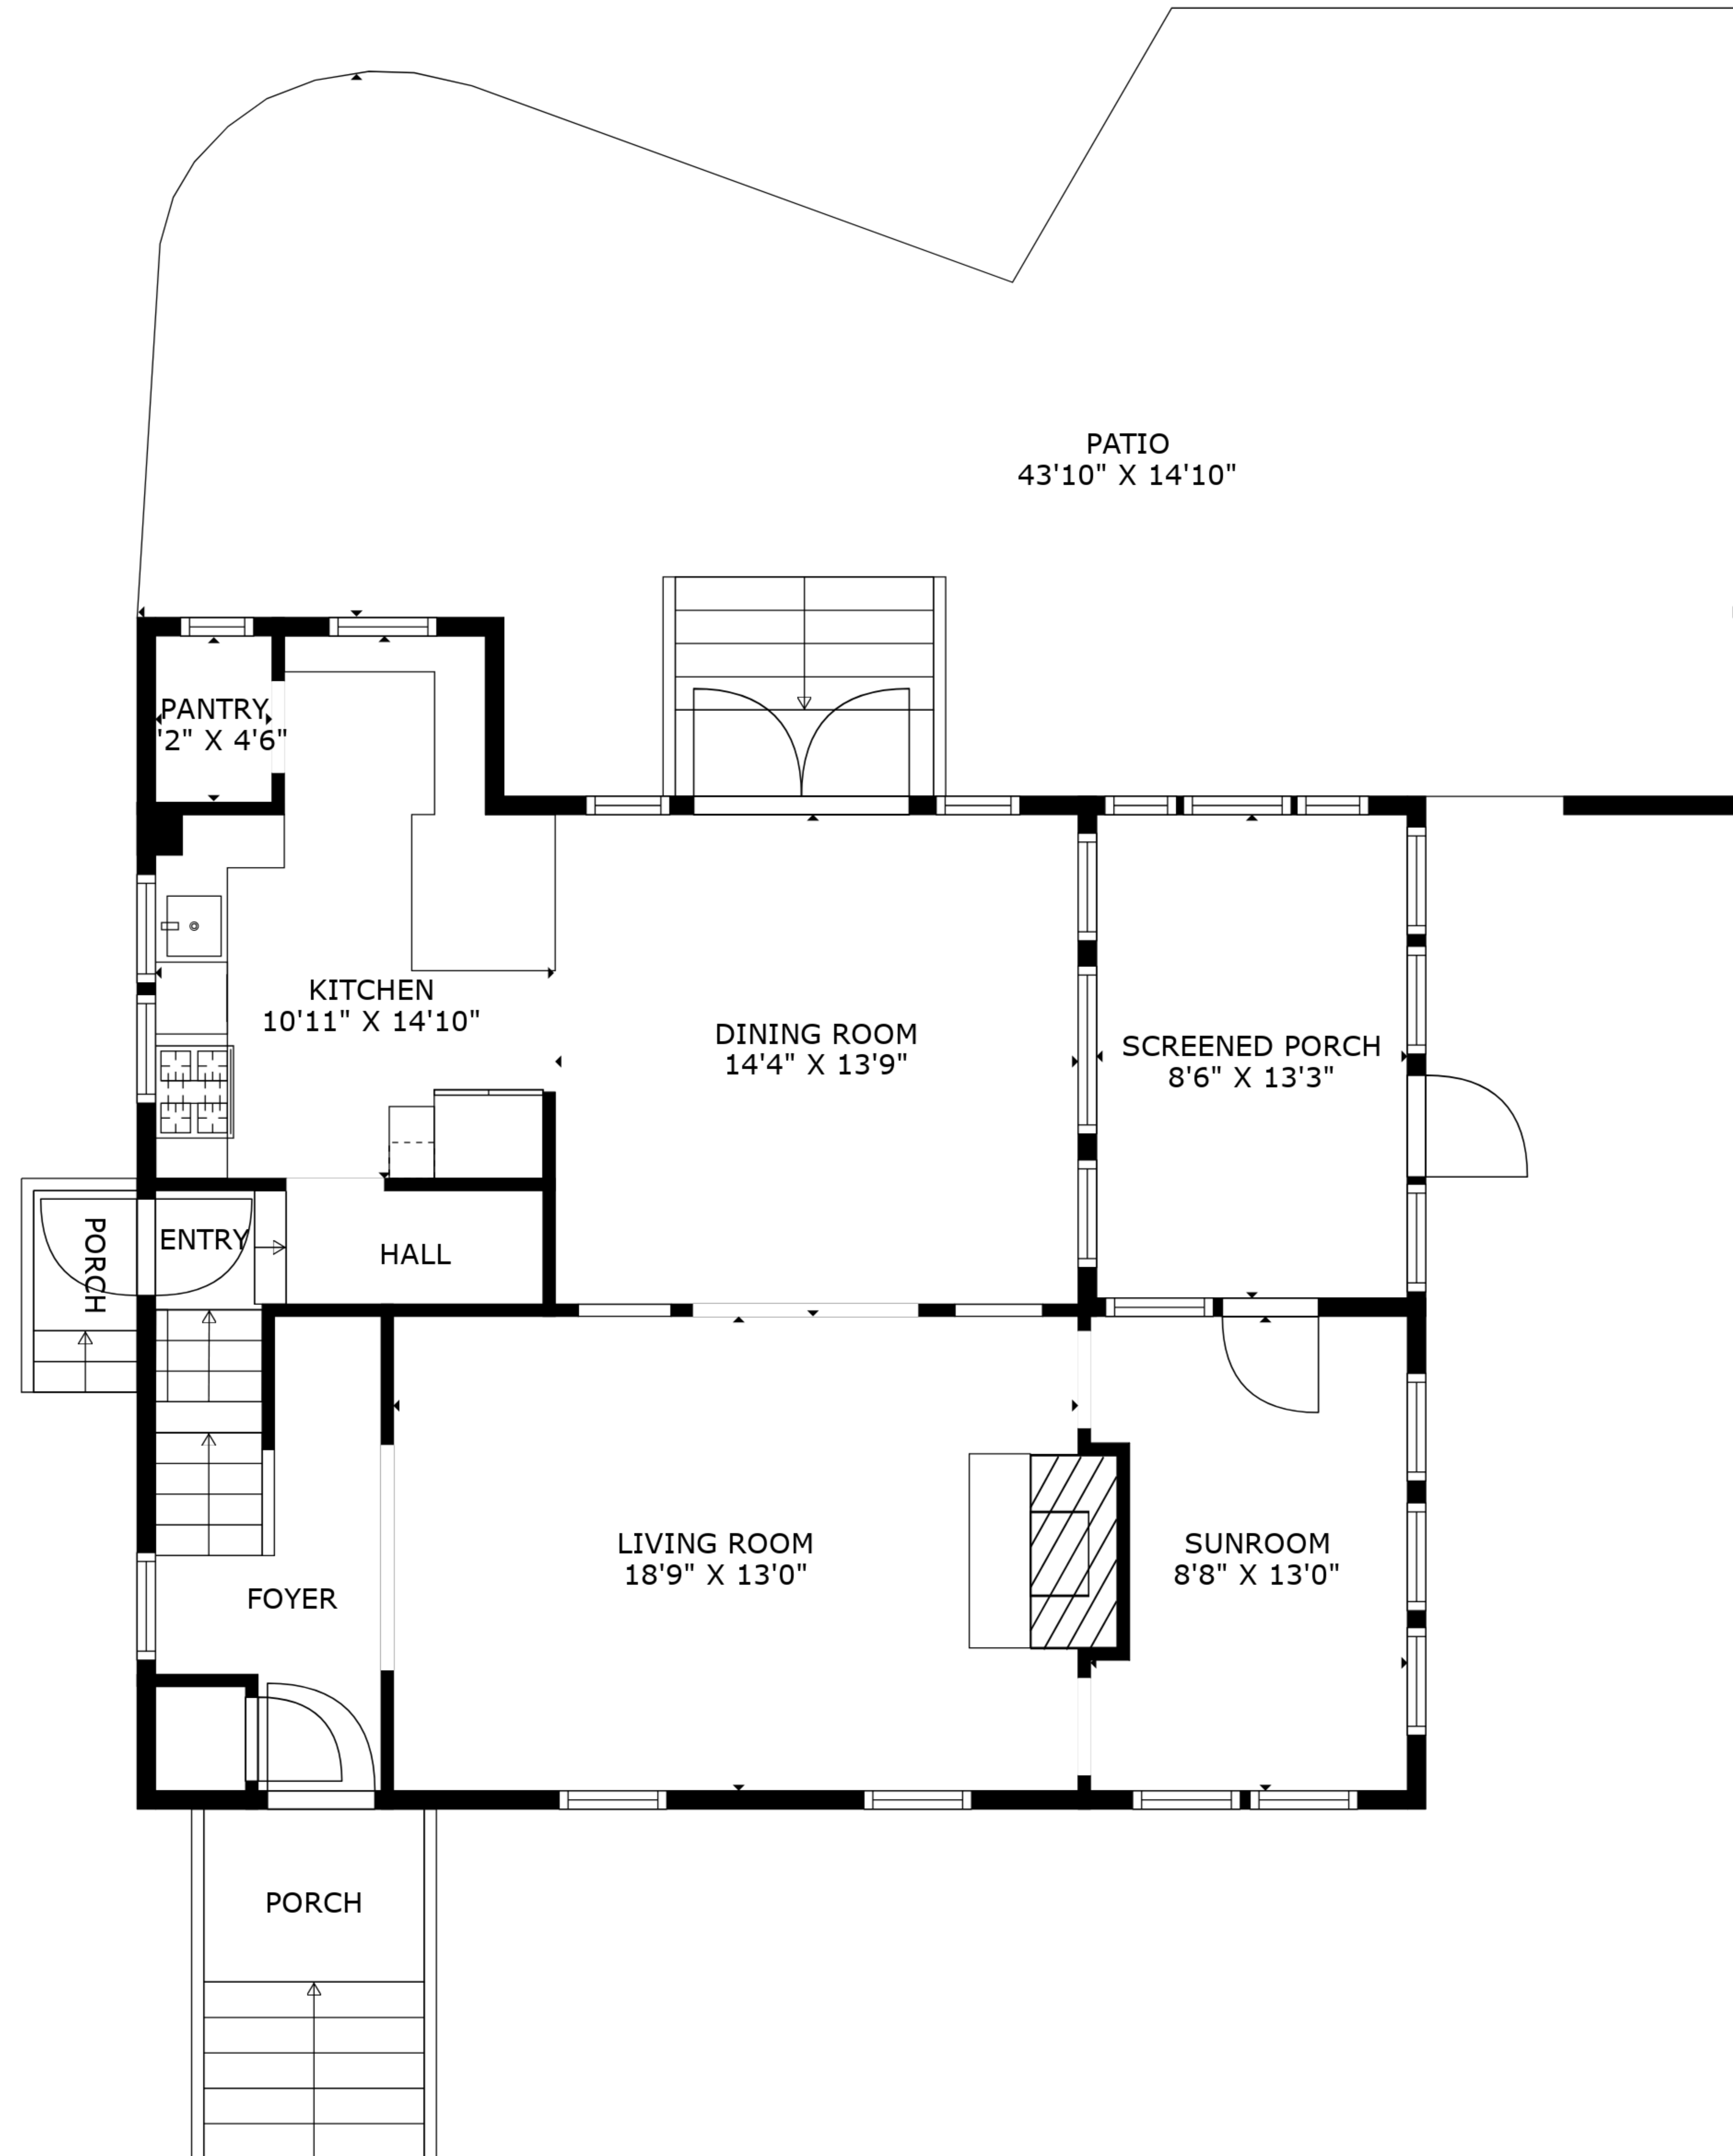 PATIO
43'10" X 14'10"
PANTRY
'2" X 4'6"
KITCHEN
10'11" X 14'10"
DINING ROOM
14'4" X 13'9"
SCREENED PORCH
8'6" X 13'3"
PORCH
ENTRY
HALL
LIVING ROOM
18'9" X 13'0"
SUNROOM
8'8" X 13'0"
FOYER
PORCH